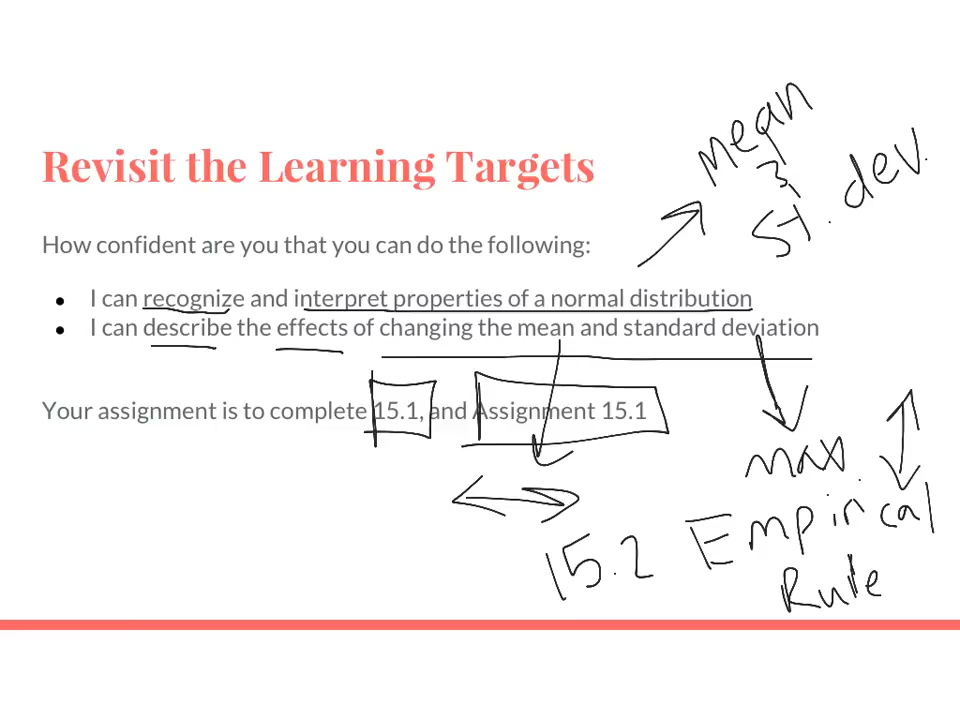 Revisit the Learning Targets
mean
&
St. dev.
How confident are you that you can do the following:
● I can recognize and interpret properties of a normal distribution
● I can describe the effects of changing the mean and standard deviation
Your assignment is to complete 15.1, and Assignment 15.1
max.
15.2 Empirical
Rule